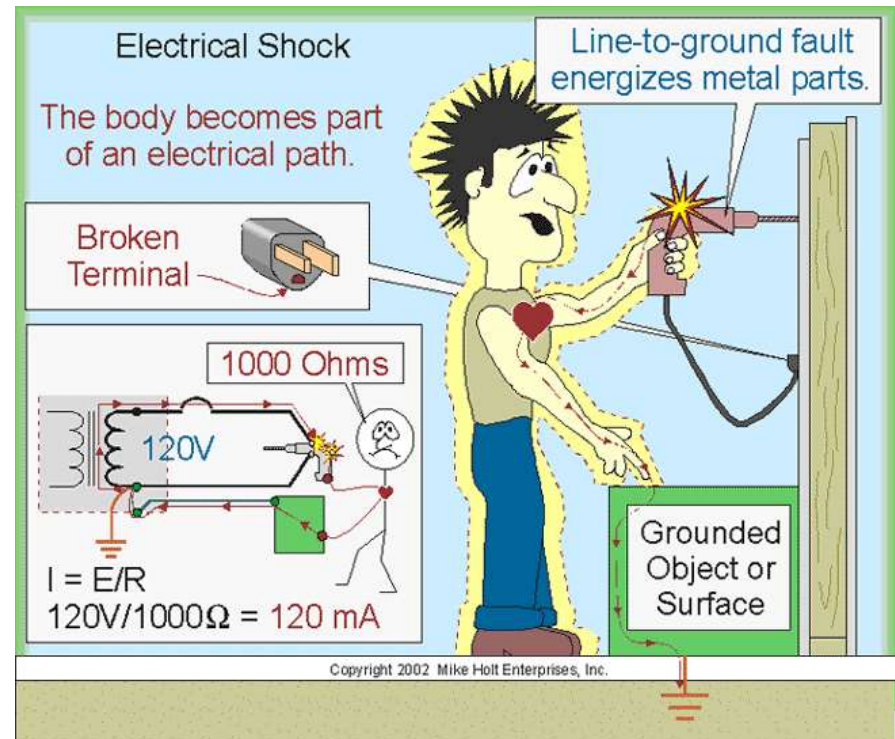 Electrical Shock
The body becomes part
of an electrical path.
Line-to-ground fault
energizes metal parts.
Broken
Terminal
1000 Ohms
120V
I = E/R
120V/1000Ω = 120 mA
Grounded
Object or
Surface
Copyright 2002 Mike Holt Enterprises, Inc.